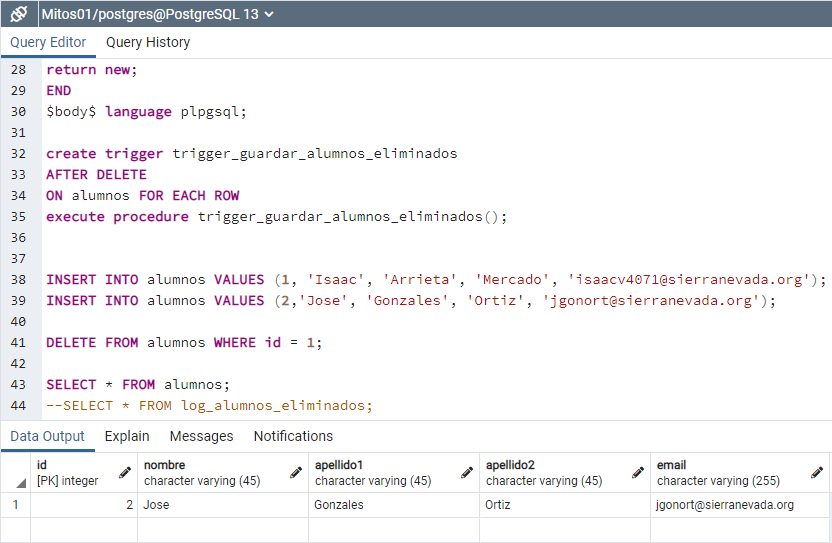 Mitos01/postgres@PostgreSQL 13
Query Editor Query History
28 return new;
29 END
30 $body$ language plpgsql;
31
32 create trigger trigger_guardar_alumnos_eliminados
33 AFTER DELETE
34 ON alumnos FOR EACH ROW
35 execute procedure trigger_guardar_alumnos_eliminados();
36
37
38 INSERT INTO alumnos VALUES (1, 'Isaac', 'Arrieta', 'Mercado', 'isaacv4071@sierranevada.org');
39 INSERT INTO alumnos VALUES (2,'Jose', 'Gonzales', 'Ortiz', 'jgonort@sierranevada.org');
40
41 DELETE FROM alumnos WHERE id = 1;
42
43 SELECT * FROM alumnos;
44 --SELECT * FROM log_alumnos_eliminados;
Data Output Explain Messages Notifications
id nombre apellido1 apellido2 email
[PK] integer character varying (45) character varying (45) character varying (45) character varying (255)
1 2 Jose Gonzales Ortiz jgonort@sierranevada.org